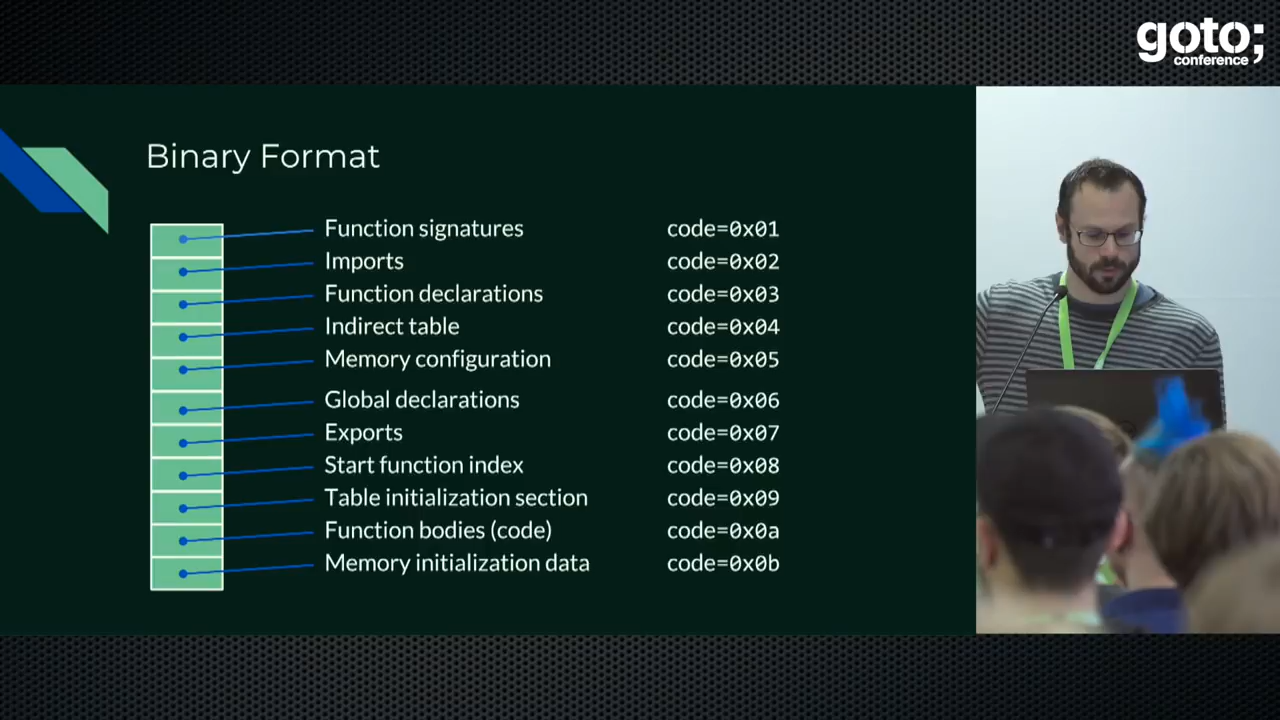 goto;
conference
Binary Format
Function signatures code=0x01
Imports code=0x02
Function declarations code=0x03
Indirect table code=0x04
Memory configuration code=0x05
Global declarations code=0x06
Exports code=0x07
Start function index code=0x08
Table initialization section code=0x09
Function bodies (code) code=0x0a
Memory initialization data code=0x0b